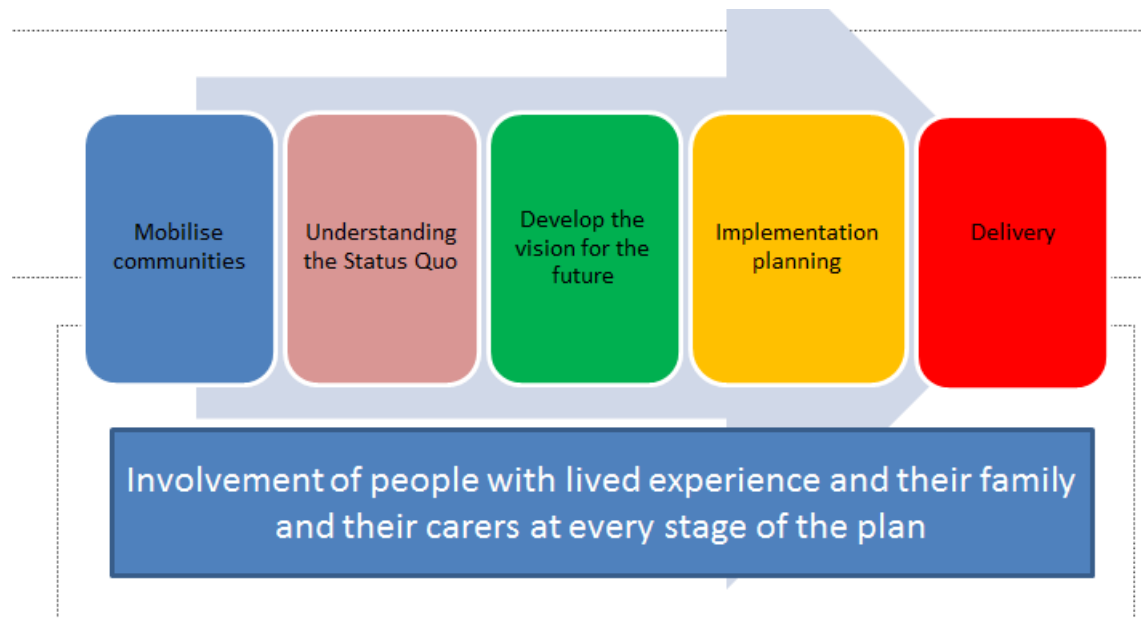 Mobilise
communities
Understanding
the Status Quo
Develop the
vision for the
future
Implementation
planning
Delivery
Involvement of people with lived experience and their family
and their carers at every stage of the plan